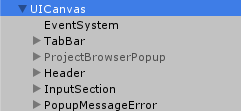 UICanvas
EventSystem
TabBar
ProjectBrowserPopup
Header
InputSection
PopupMessageError